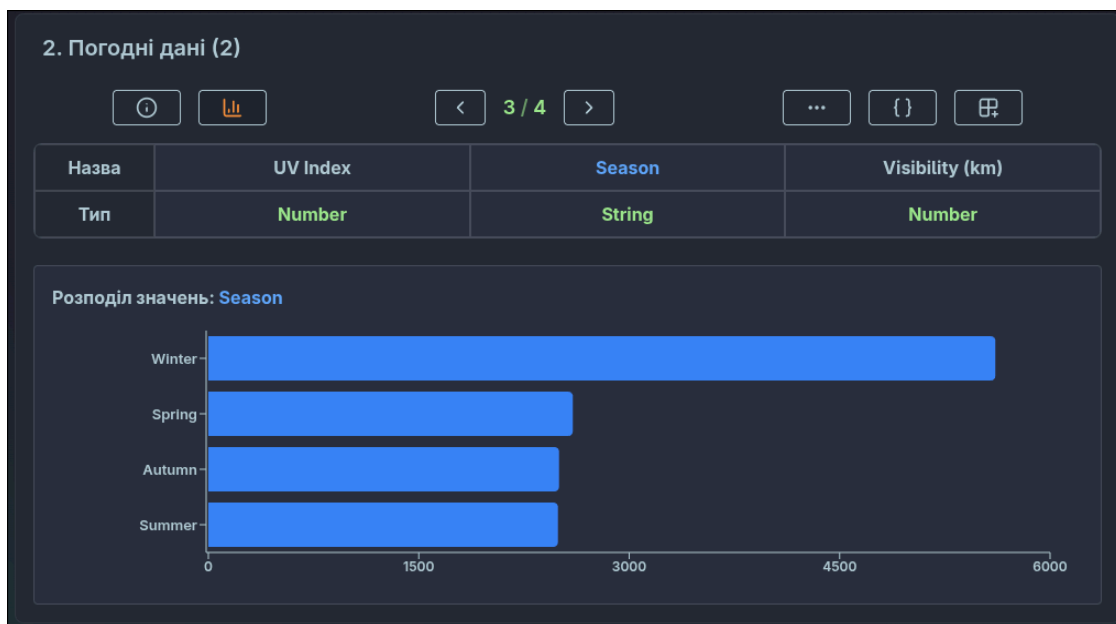 2. Погодні дані (2)
3 / 4
Назва UV Index Season Visibility (km)
Тип Number String Number
Розподіл значень: Season
Winter
Spring
Autumn
Summer
0 1500 3000 4500 6000